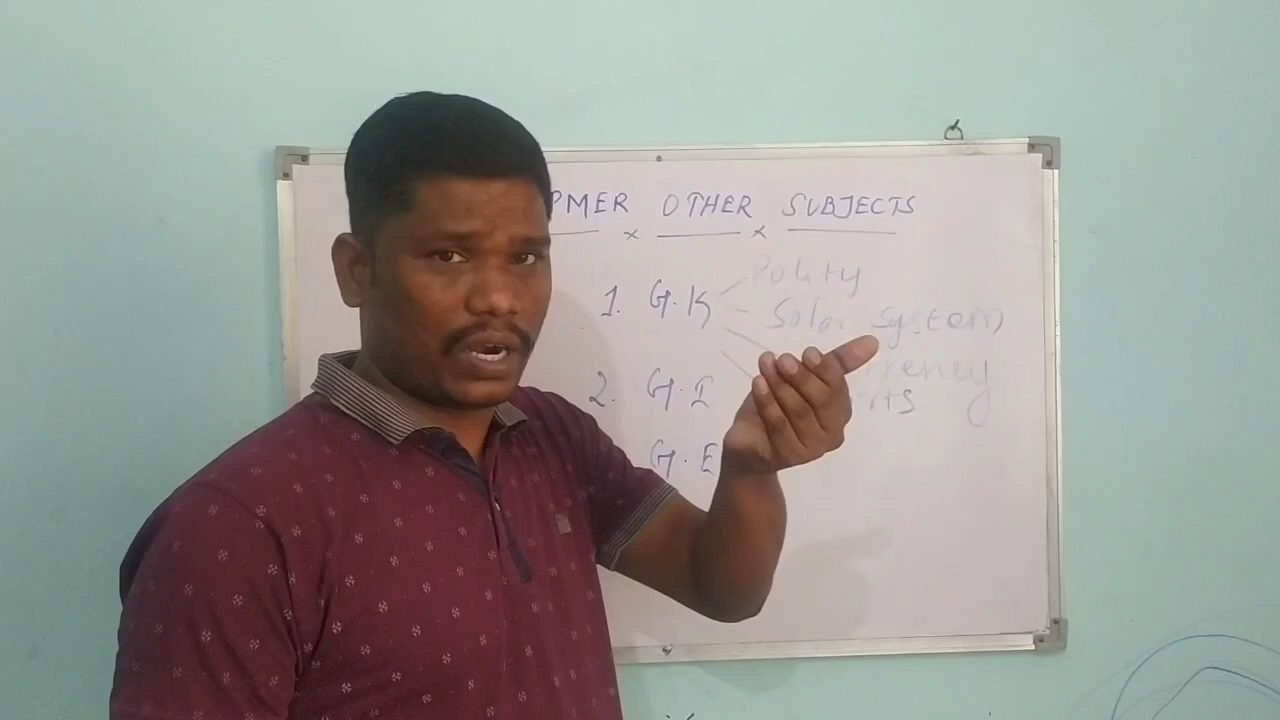 PMER OTHER SUBJECTS
1. G.K
Polity
Solar System
2. G.I
G.E